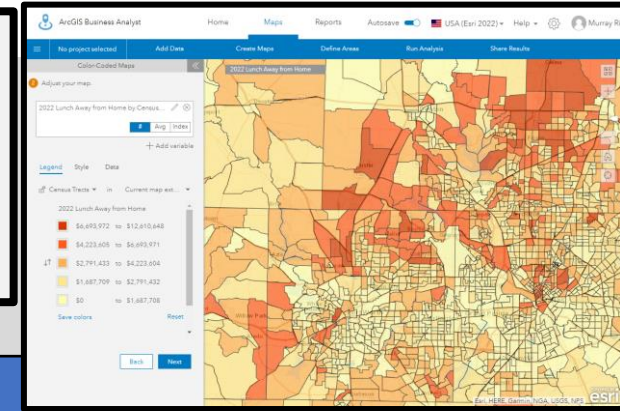 ArcGIS Business Analyst Home Maps Reports Autosave USA (Esri 2022) Help Murray Ri
No project selected Add Data Create Maps Define Areas Run Analysis Share Results
Color-Coded Maps
2022 Lunch Away from Home
Adjust your map.
2022 Lunch Away from Home by Census...
# Avg Index
+ Add variable
Legend Style Data
Census Tracts in Current map ext...
2022 Lunch Away from Home
$6,693,972 to $12,610,648
$4,223,605 to $6,693,971
$2,791,433 to $4,223,604
$1,687,709 to $2,791,432
$0 to $1,687,708
Save colors Reset
Back Next
Esri, HERE, Garmin, NGA, USGS, NPS esri